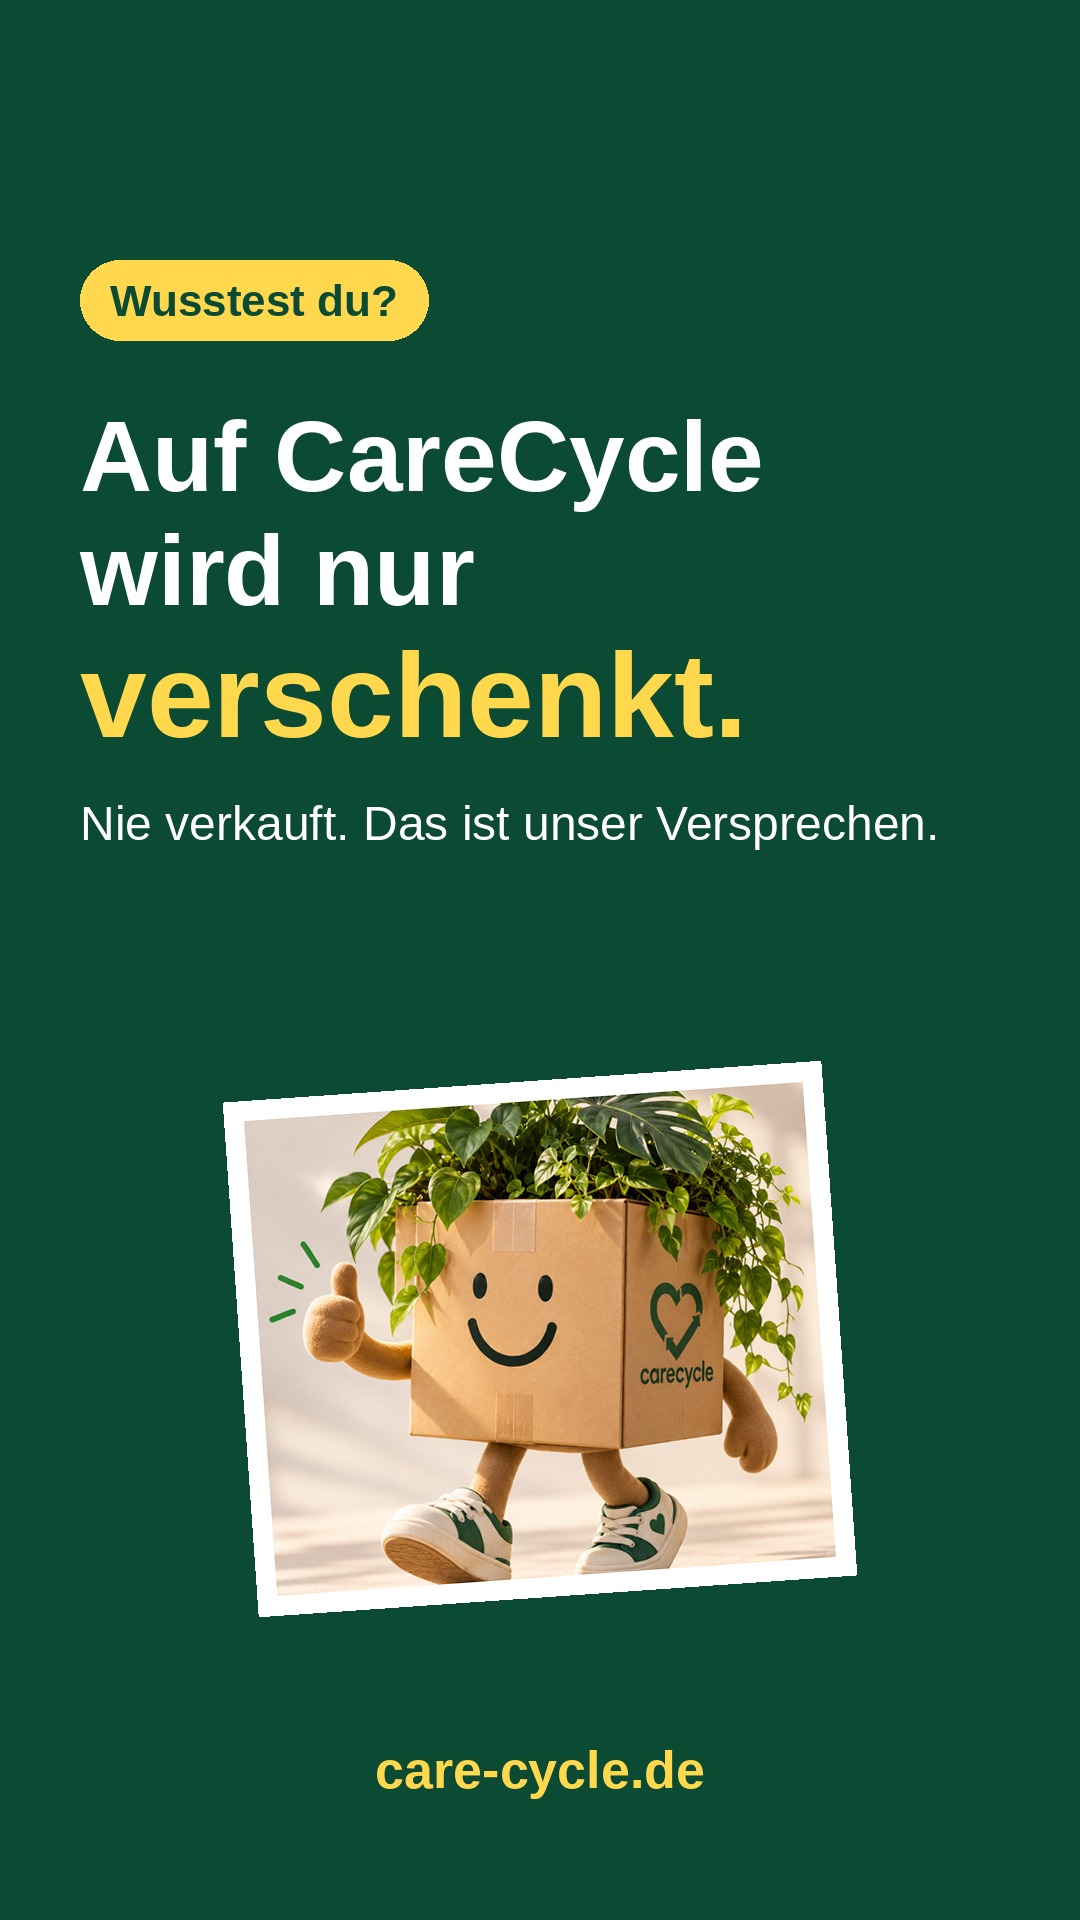 Wusstest du?
Auf CareCycle
wird nur
verschenkt.
Nie verkauft. Das ist unser Versprechen.
carecycle
care-cycle.de